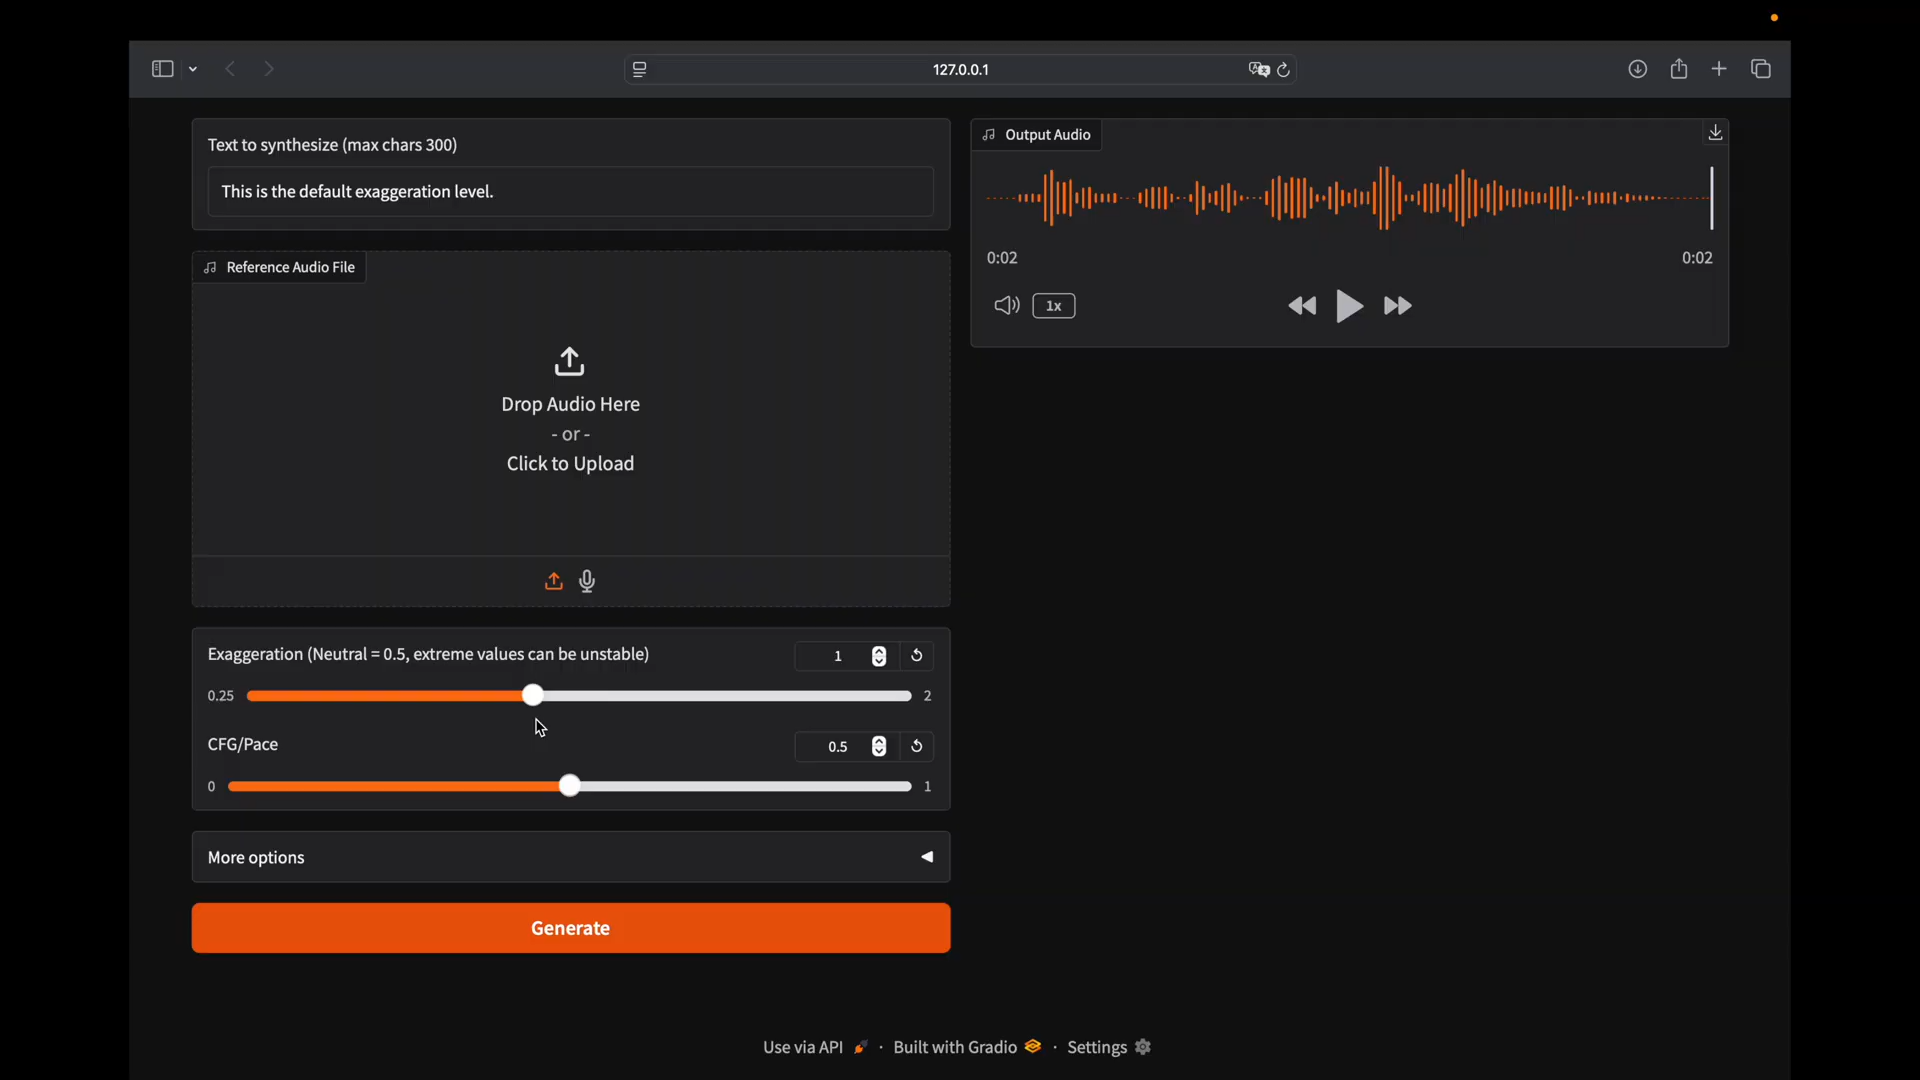 127.0.0.1
Text to synthesize (max chars 300)
This is the default exaggeration level.
Reference Audio File
Drop Audio Here
- or -
Click to Upload
Exaggeration (Neutral = 0.5, extreme values can be unstable)
1
0.25
2
CFG/Pace
0.5
0
1
More options
Generate
Output Audio
0:02
0:02
1x
Use via API · Built with Gradio · Settings